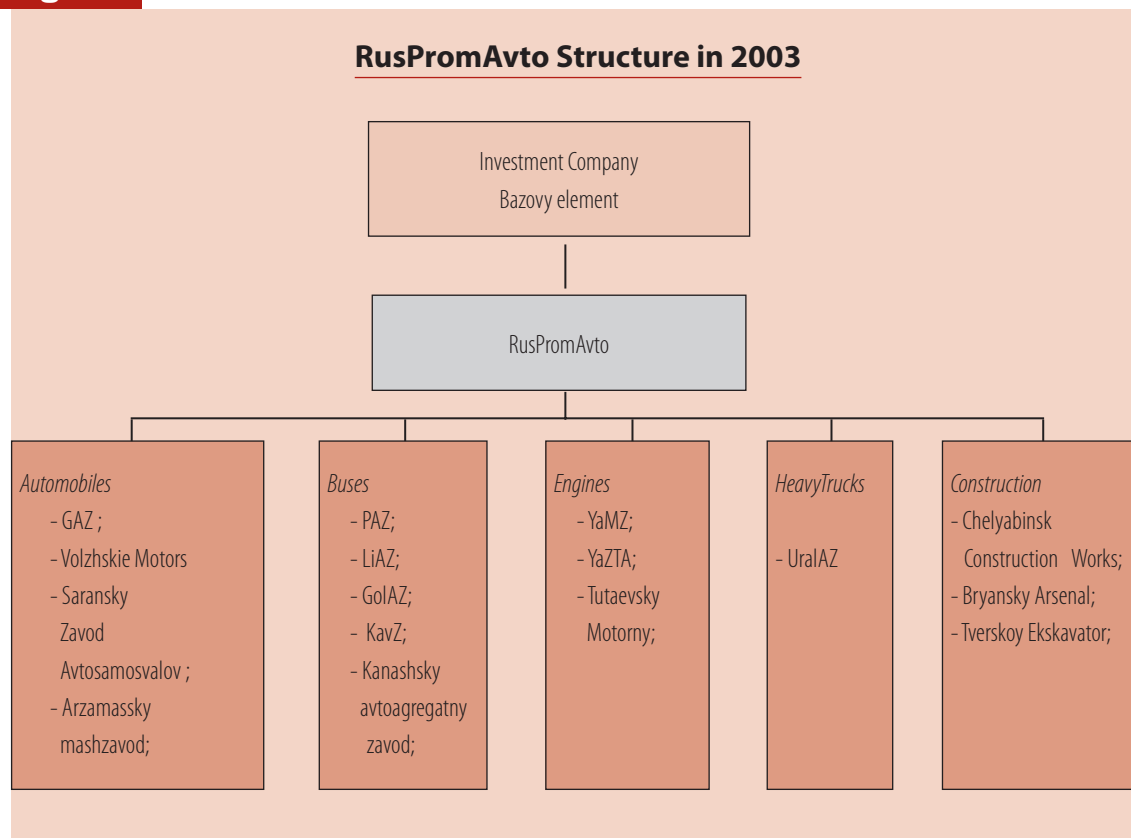 RusPromAvto Structure in 2003
Investment Company
Bazovy element
RusPromAvto
Automobiles
- GAZ ;
- Volzhskie Motors
- Saransky
Zavod
Avtosamosvalov ;
- Arzamassky
mashzavod;
Buses
- PAZ;
- LiAZ;
- GolAZ;
- KavZ;
- Kanashsky
avtoagregatny
zavod;
Engines
- YaMZ;
- YaZTA;
- Tutaevsky
Motorny;
HeavyTrucks
- UralAZ
Construction
- Chelyabinsk
Construction Works;
- Bryansky Arsenal;
- Tverskoy Ekskavator;